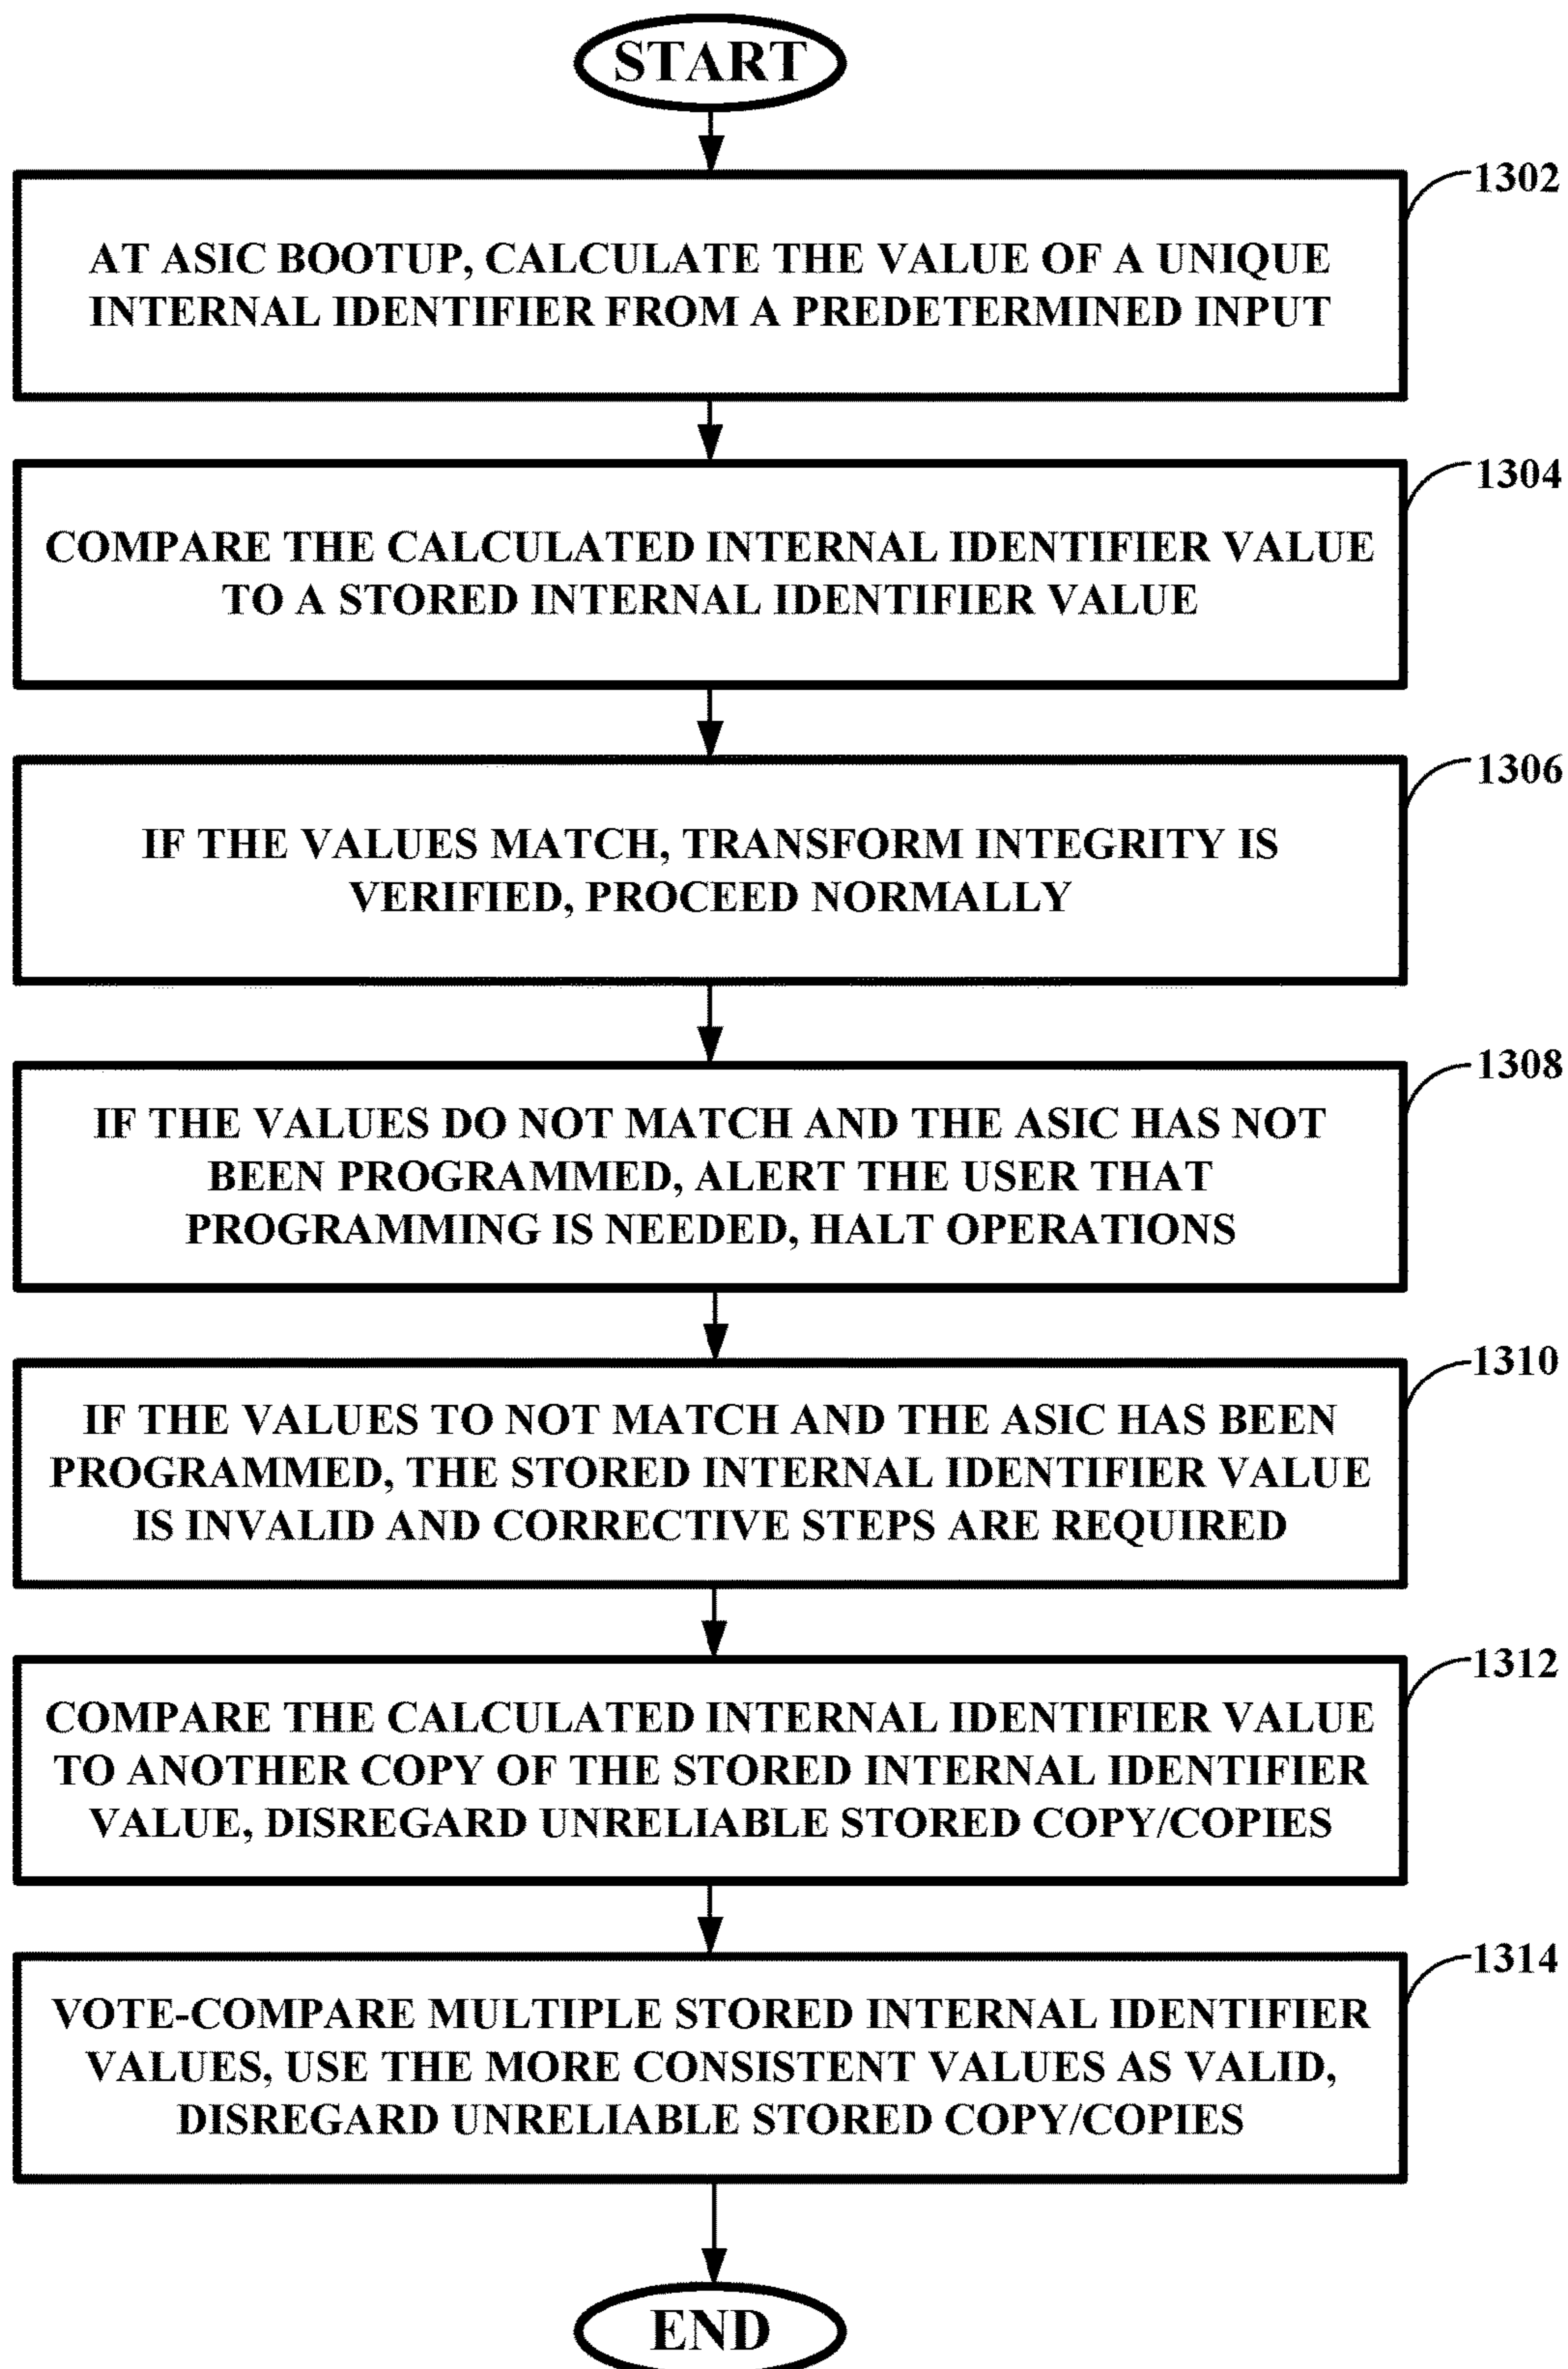 START
1302
AT ASIC BOOTUP, CALCULATE THE VALUE OF A UNIQUE
INTERNAL IDENTIFIER FROM A PREDETERMINED INPUT
1304
COMPARE THE CALCULATED INTERNAL IDENTIFIER VALUE
TO A STORED INTERNAL IDENTIFIER VALUE
1306
IF THE VALUES MATCH, TRANSFORM INTEGRITY IS
VERIFIED, PROCEED NORMALLY
1308
IF THE VALUES DO NOT MATCH AND THE ASIC HAS NOT
BEEN PROGRAMMED, ALERT THE USER THAT
PROGRAMMING IS NEEDED, HALT OPERATIONS
1310
IF THE VALUES TO NOT MATCH AND THE ASIC HAS BEEN
PROGRAMMED, THE STORED INTERNAL IDENTIFIER VALUE
IS INVALID AND CORRECTIVE STEPS ARE REQUIRED
1312
COMPARE THE CALCULATED INTERNAL IDENTIFIER VALUE
TO ANOTHER COPY OF THE STORED INTERNAL IDENTIFIER
VALUE, DISREGARD UNRELIABLE STORED COPY/COPIES
1314
VOTE-COMPARE MULTIPLE STORED INTERNAL IDENTIFIER
VALUES, USE THE MORE CONSISTENT VALUES AS VALID,
DISREGARD UNRELIABLE STORED COPY/COPIES
END